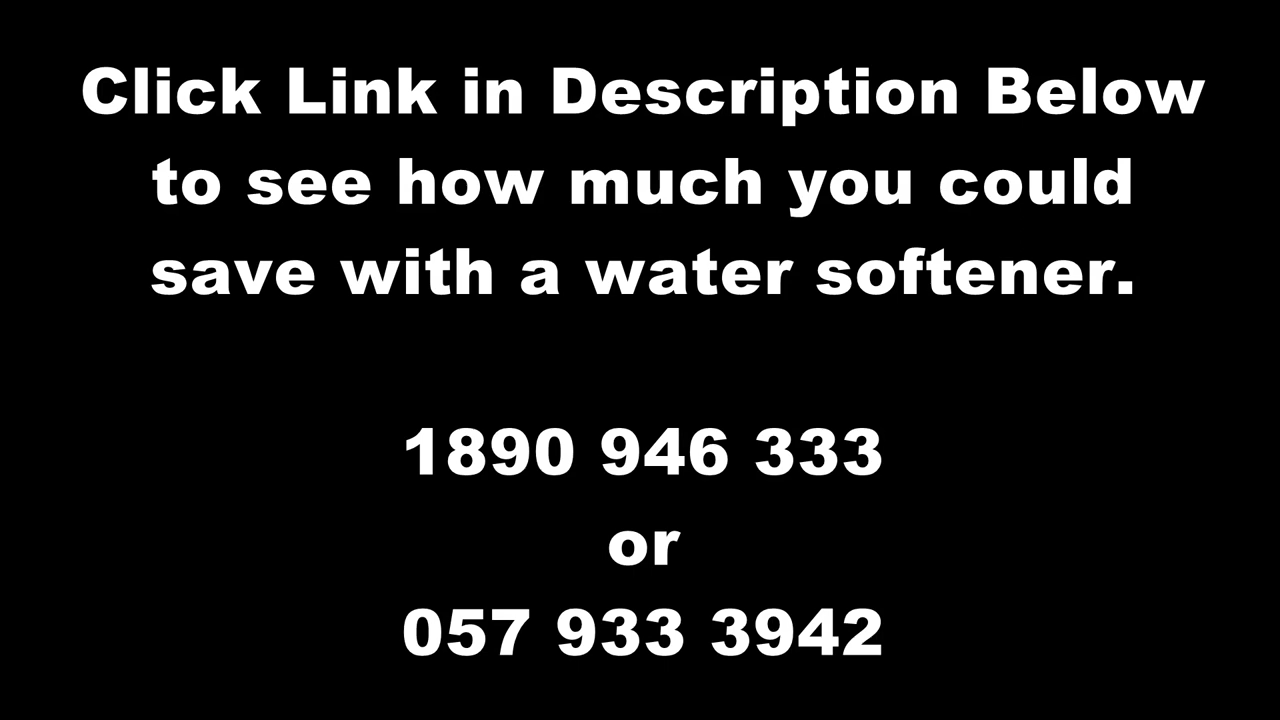 Click Link in Description Below
to see how much you could
save with a water softener.
1890 946 333
or
057 933 3942